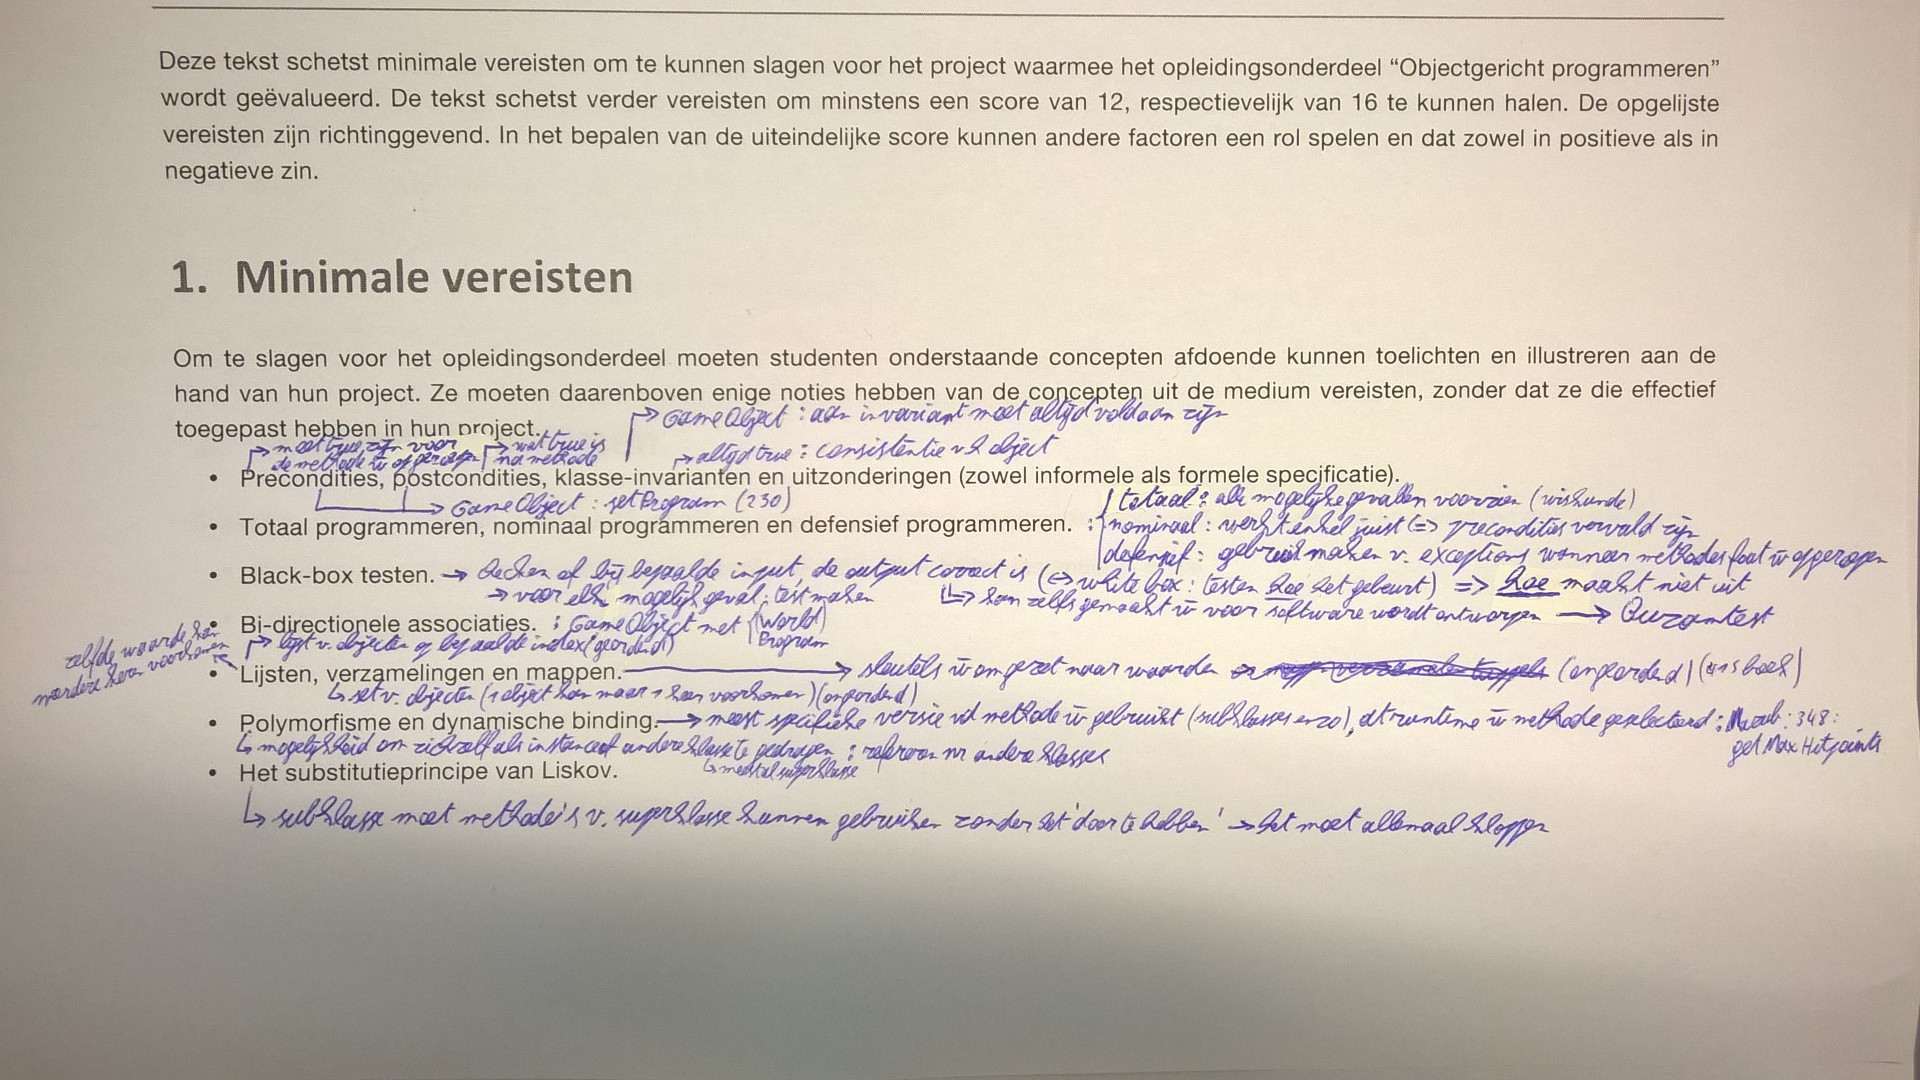 Deze tekst schetst minimale vereisten om te kunnen slagen voor het project waarmee het opleidingsonderdeel “Objectgericht programmeren”
wordt geëvalueerd. De tekst schetst verder vereisten om minstens een score van 12, respectievelijk van 16 te kunnen halen. De opgelijste
vereisten zijn richtinggevend. In het bepalen van de uiteindelijke score kunnen andere factoren een rol spelen en dat zowel in positieve als in
negatieve zin.
1. Minimale vereisten
Om te slagen voor het opleidingsonderdeel moeten studenten onderstaande concepten afdoende kunnen toelichten en illustreren aan de
hand van hun project. Ze moeten daarenboven enige noties hebben van de concepten uit de medium vereisten, zonder dat ze die effectief
toegepast hebben in hun project.
→ GameObject : aan invariant moet altijd voldaan zijn
→ moet true zijn voor
de methode w̄ opgeroepen
→ wat true is
na methode
→ altijd true : consistentie v h object
• Precondities, postcondities, klasse-invarianten en uitzonderingen (zowel informele als formele specificatie).
→ GameObject : setProgram (230)
totaal : alle mogelijke gevallen voorzien (wiskunde)
• Totaal programmeren, nominaal programmeren en defensief programmeren. :
nominaal : werkt enkel juist (=> precondities vervuld zijn
defensief : gebruik maken v. exceptions wanneer methodes fout w̄ opgeroepen
• Black-box testen. → checken of bij bepaalde input, de output correct is (<=> white box : testen hoe het gebeurt) => hoe maakt niet uit
→ voor elk mogelijk geval : test maken
↳ kan zelfs gemaakt w̄ voor software wordt ontworpen →
• Bi-directionele associaties. : GameObject met (World)
Program
zelfde waarde kan
meerdere keren voorkomen
→ lijst v. objecten op bepaalde index (geordend)
• Lijsten, verzamelingen en mappen. → sleutels w̄ omgezet naar waarden (ongeordend)
↳ set v. objecten (1 object kan maar 1 keer voorkomen) (ongeordend)
• Polymorfisme en dynamische binding. → meest specifieke versie vd methode w̄ gebruikt (subklasses enzo), at runtime w̄ methode geselecteerd : : 348 :
getMaxHitpoints
↳ mogelijkheid om zichzelf als instance of andere klasse te gedragen : refereren nr andere klasses
↳ meestal superklasse
• Het substitutieprincipe van Liskov.
↳ subklasse moet methode's v. superklasse kunnen gebruiken zonder het 'door te hebben' → het moet allemaal kloppen